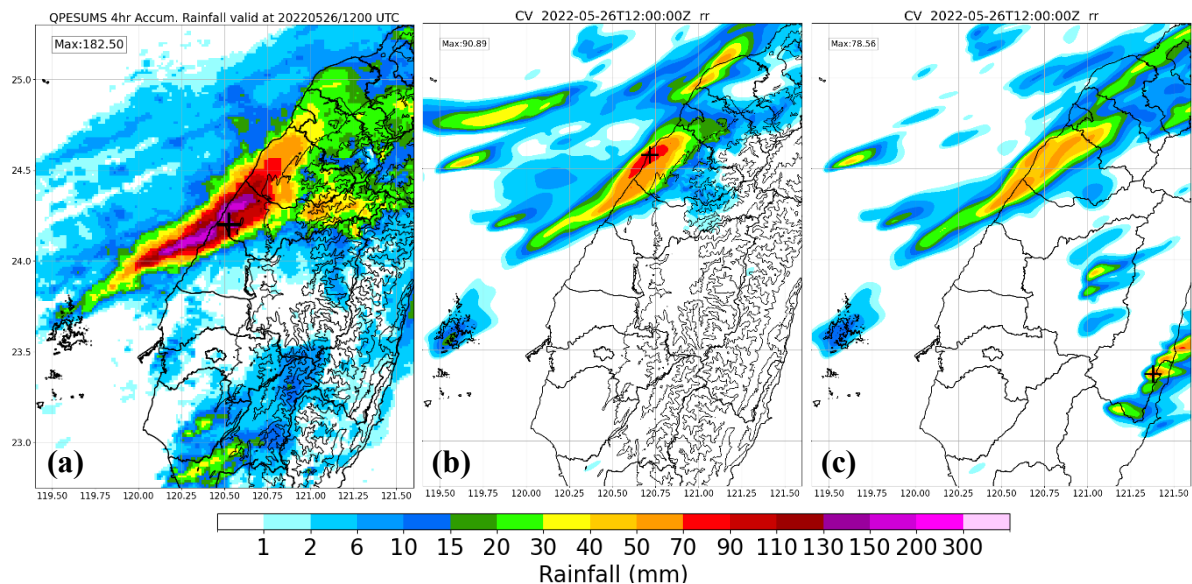 QPESUMS 4hr Accum. Rainfall valid at 20220526/1200 UTC
Max:182.50
25.0
24.5
24.0
23.5
23.0
(a)
119.50 119.75 120.00 120.25 120.50 120.75 121.00 121.25 121.50
CV 2022-05-26T12:00:00Z rr
Max:90.89
(b)
119.50 119.75 120.00 120.25 120.50 120.75 121.00 121.25 121.50
CV 2022-05-26T12:00:00Z rr
Max:78.56
(c)
119.50 119.75 120.00 120.25 120.50 120.75 121.00 121.25 121.50
1 2 6 10 15 20 30 40 50 70 90 110 130 150 200 300
Rainfall (mm)